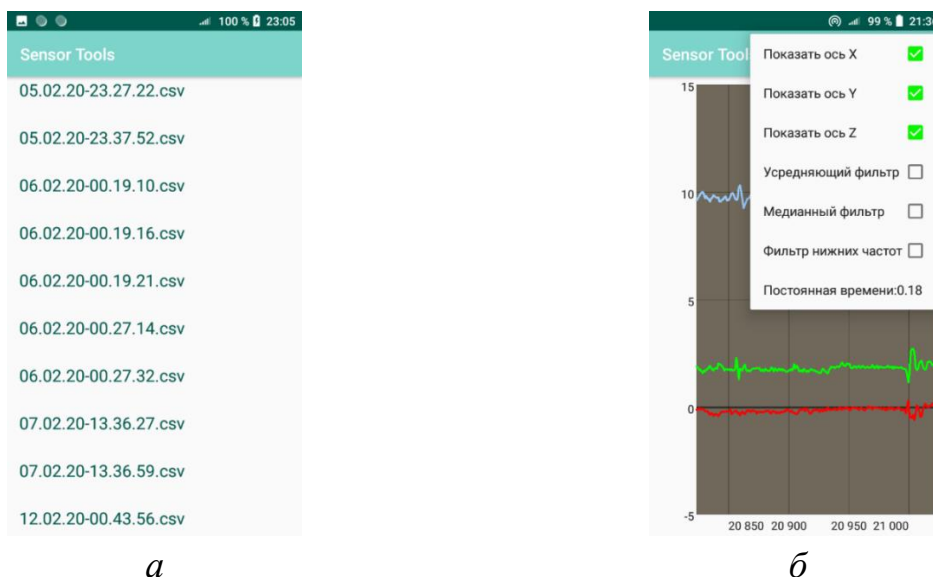 100 % 23:05
Sensor Tools
05.02.20-23.27.22.csv
05.02.20-23.37.52.csv
06.02.20-00.19.10.csv
06.02.20-00.19.16.csv
06.02.20-00.19.21.csv
06.02.20-00.27.14.csv
06.02.20-00.27.32.csv
07.02.20-13.36.27.csv
07.02.20-13.36.59.csv
12.02.20-00.43.56.csv
а
99 %
Sensor Tool
Показать ось X
Показать ось Y
Показать ось Z
Усредняющий фильтр
Медианный фильтр
Фильтр нижних частот
Постоянная времени:0.18
15
10
5
0
-5
20 850 20 900 20 950 21 000
б